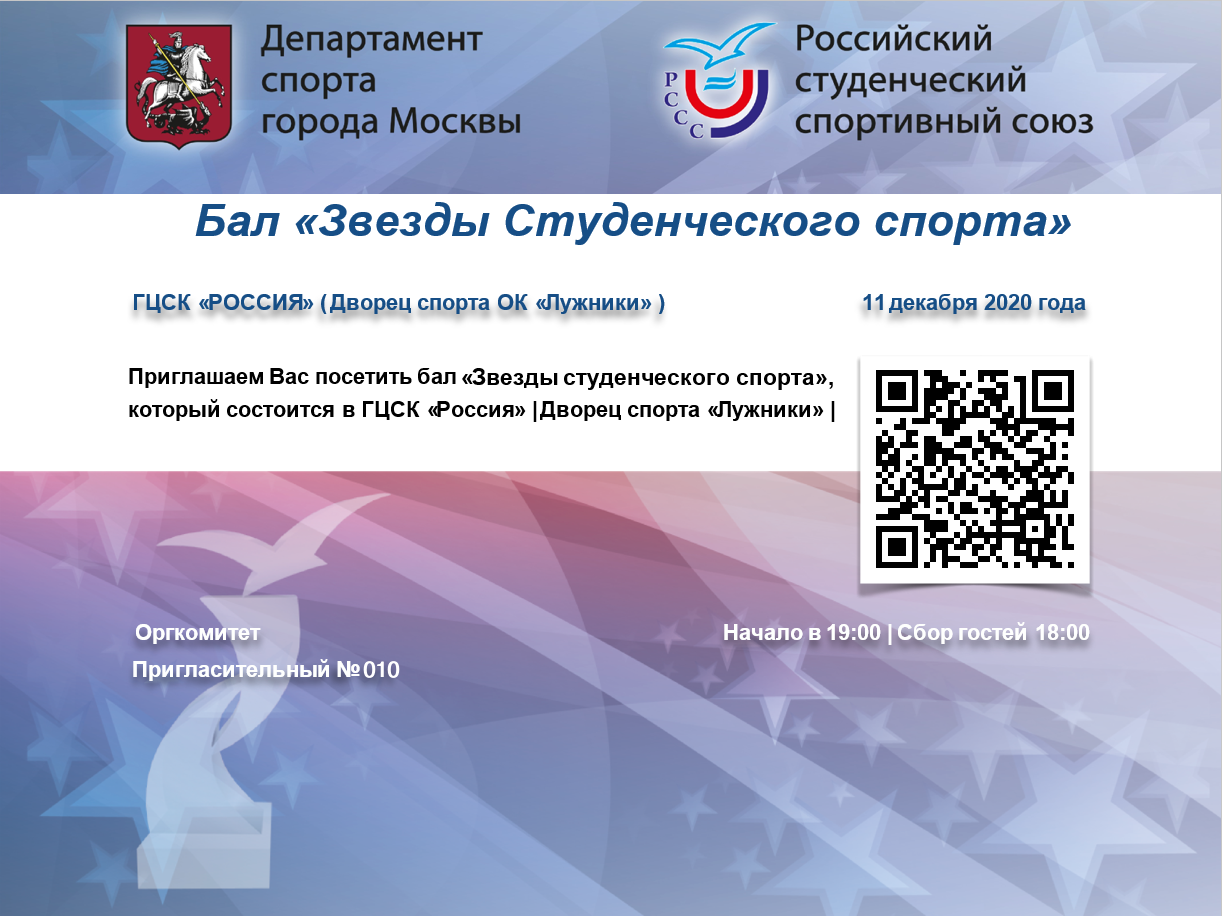 Департамент
спорта
города Москвы
РССС
Российский
студенческий
спортивный союз
Бал «Звезды Студенческого спорта»
ГЦСК «РОССИЯ» ( Дворец спорта ОК «Лужники» )
11 декабря 2020 года
Приглашаем Вас посетить бал «Звезды студенческого спорта»,
который состоится в ГЦСК «Россия» | Дворец спорта «Лужники» |
Оргкомитет
Начало в 19:00 | Сбор гостей 18:00
Пригласительный № 010